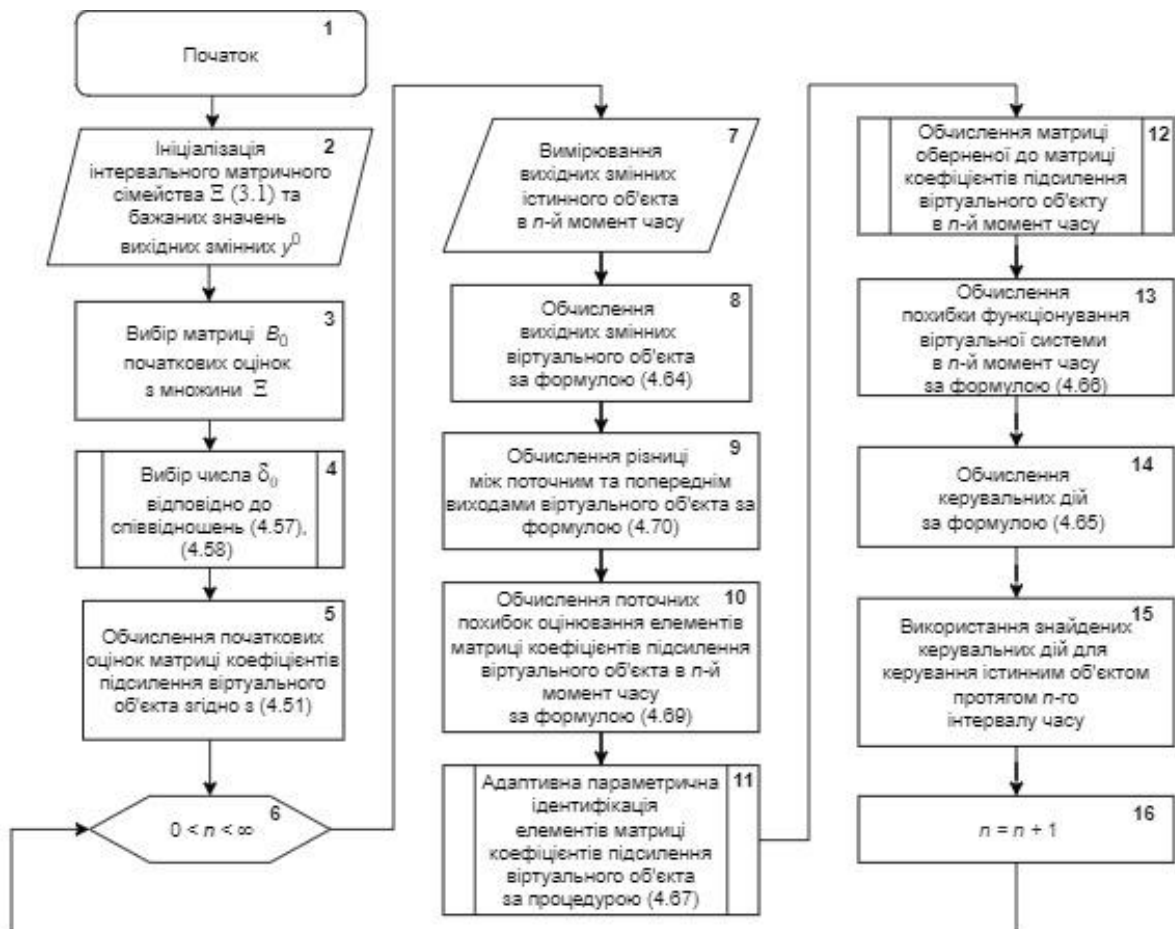 1
Початок
2
Ініціалізація
інтервального матричного
сімейства Ξ (3.1) та
бажаних значень
вихідних змінних y⁰
3
Вибір матриці B₀
початкових оцінок
з множини Ξ
4
Вибір числа δ₀
відповідно до
співвідношень (4.57),
(4.58)
5
Обчислення початкових
оцінок матриці коефіцієнтів
підсилення віртуального
об'єкта згідно з (4.51)
6
0 < n < ∞
7
Вимірювання
вихідних змінних
істинного об'єкта
в n-й момент часу
8
Обчислення
вихідних змінних
віртуального об'єкта
за формулою (4.64)
9
Обчислення різниці
між поточним та попереднім
виходами віртуального об'єкта за
формулою (4.70)
10
Обчислення поточних
похибок оцінювання елементів
матриці коефіцієнтів підсилення
віртуального об'єкта в n-й
момент часу
за формулою (4.69)
11
Адаптивна параметрична
ідентифікація
елементів матриці
коефіцієнтів підсилення
віртуального об'єкта
за процедурою (4.67)
12
Обчислення матриці
оберненої до матриці
коефіцієнтів підсилення
віртуального об'єкту
в n-й момент часу
13
Обчислення
похибки функціонування
віртуальної системи
в n-й момент часу
за формулою (4.66)
14
Обчислення
керувальних дій
за формулою (4.65)
15
Використання знайдених
керувальних дій для
керування істинним об'єктом
протягом n-го
інтервалу часу
16
n = n + 1